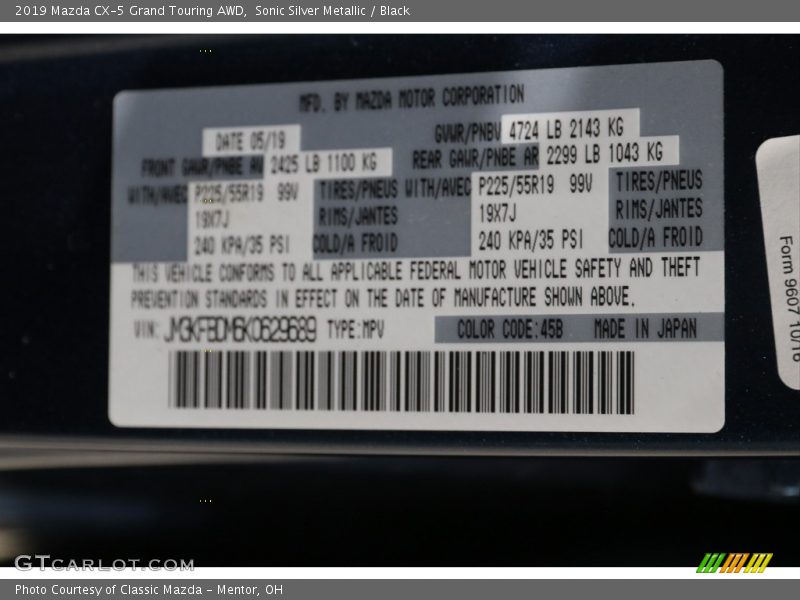 2019 Mazda CX-5 Grand Touring AWD,  Sonic Silver Metallic / Black
MFD. BY MAZDA MOTOR CORPORATION
DATE 05/19
GVWR/PNBV 4724 LB 2143 KG
FRONT GAWR/PNBE AV 2425 LB 1100 KG
REAR GAWR/PNBE AR 2299 LB 1043 KG
WITH/AVEC P225/55R19 99V TIRES/PNEUS WITH/AVEC P225/55R19 99V TIRES/PNEUS
19X7J RIMS/JANTES 19X7J RIMS/JANTES
240 KPA/35 PSI COLD/A FROID 240 KPA/35 PSI COLD/A FROID
THIS VEHICLE CONFORMS TO ALL APPLICABLE FEDERAL MOTOR VEHICLE SAFETY AND THEFT
PREVENTION STANDARDS IN EFFECT ON THE DATE OF MANUFACTURE SHOWN ABOVE.
VIN: JM3KFBDM6K0629689 TYPE:MPV COLOR CODE:45B MADE IN JAPAN
Form 9607 10/16
GTCARLOT.COM
Photo Courtesy of Classic Mazda - Mentor, OH